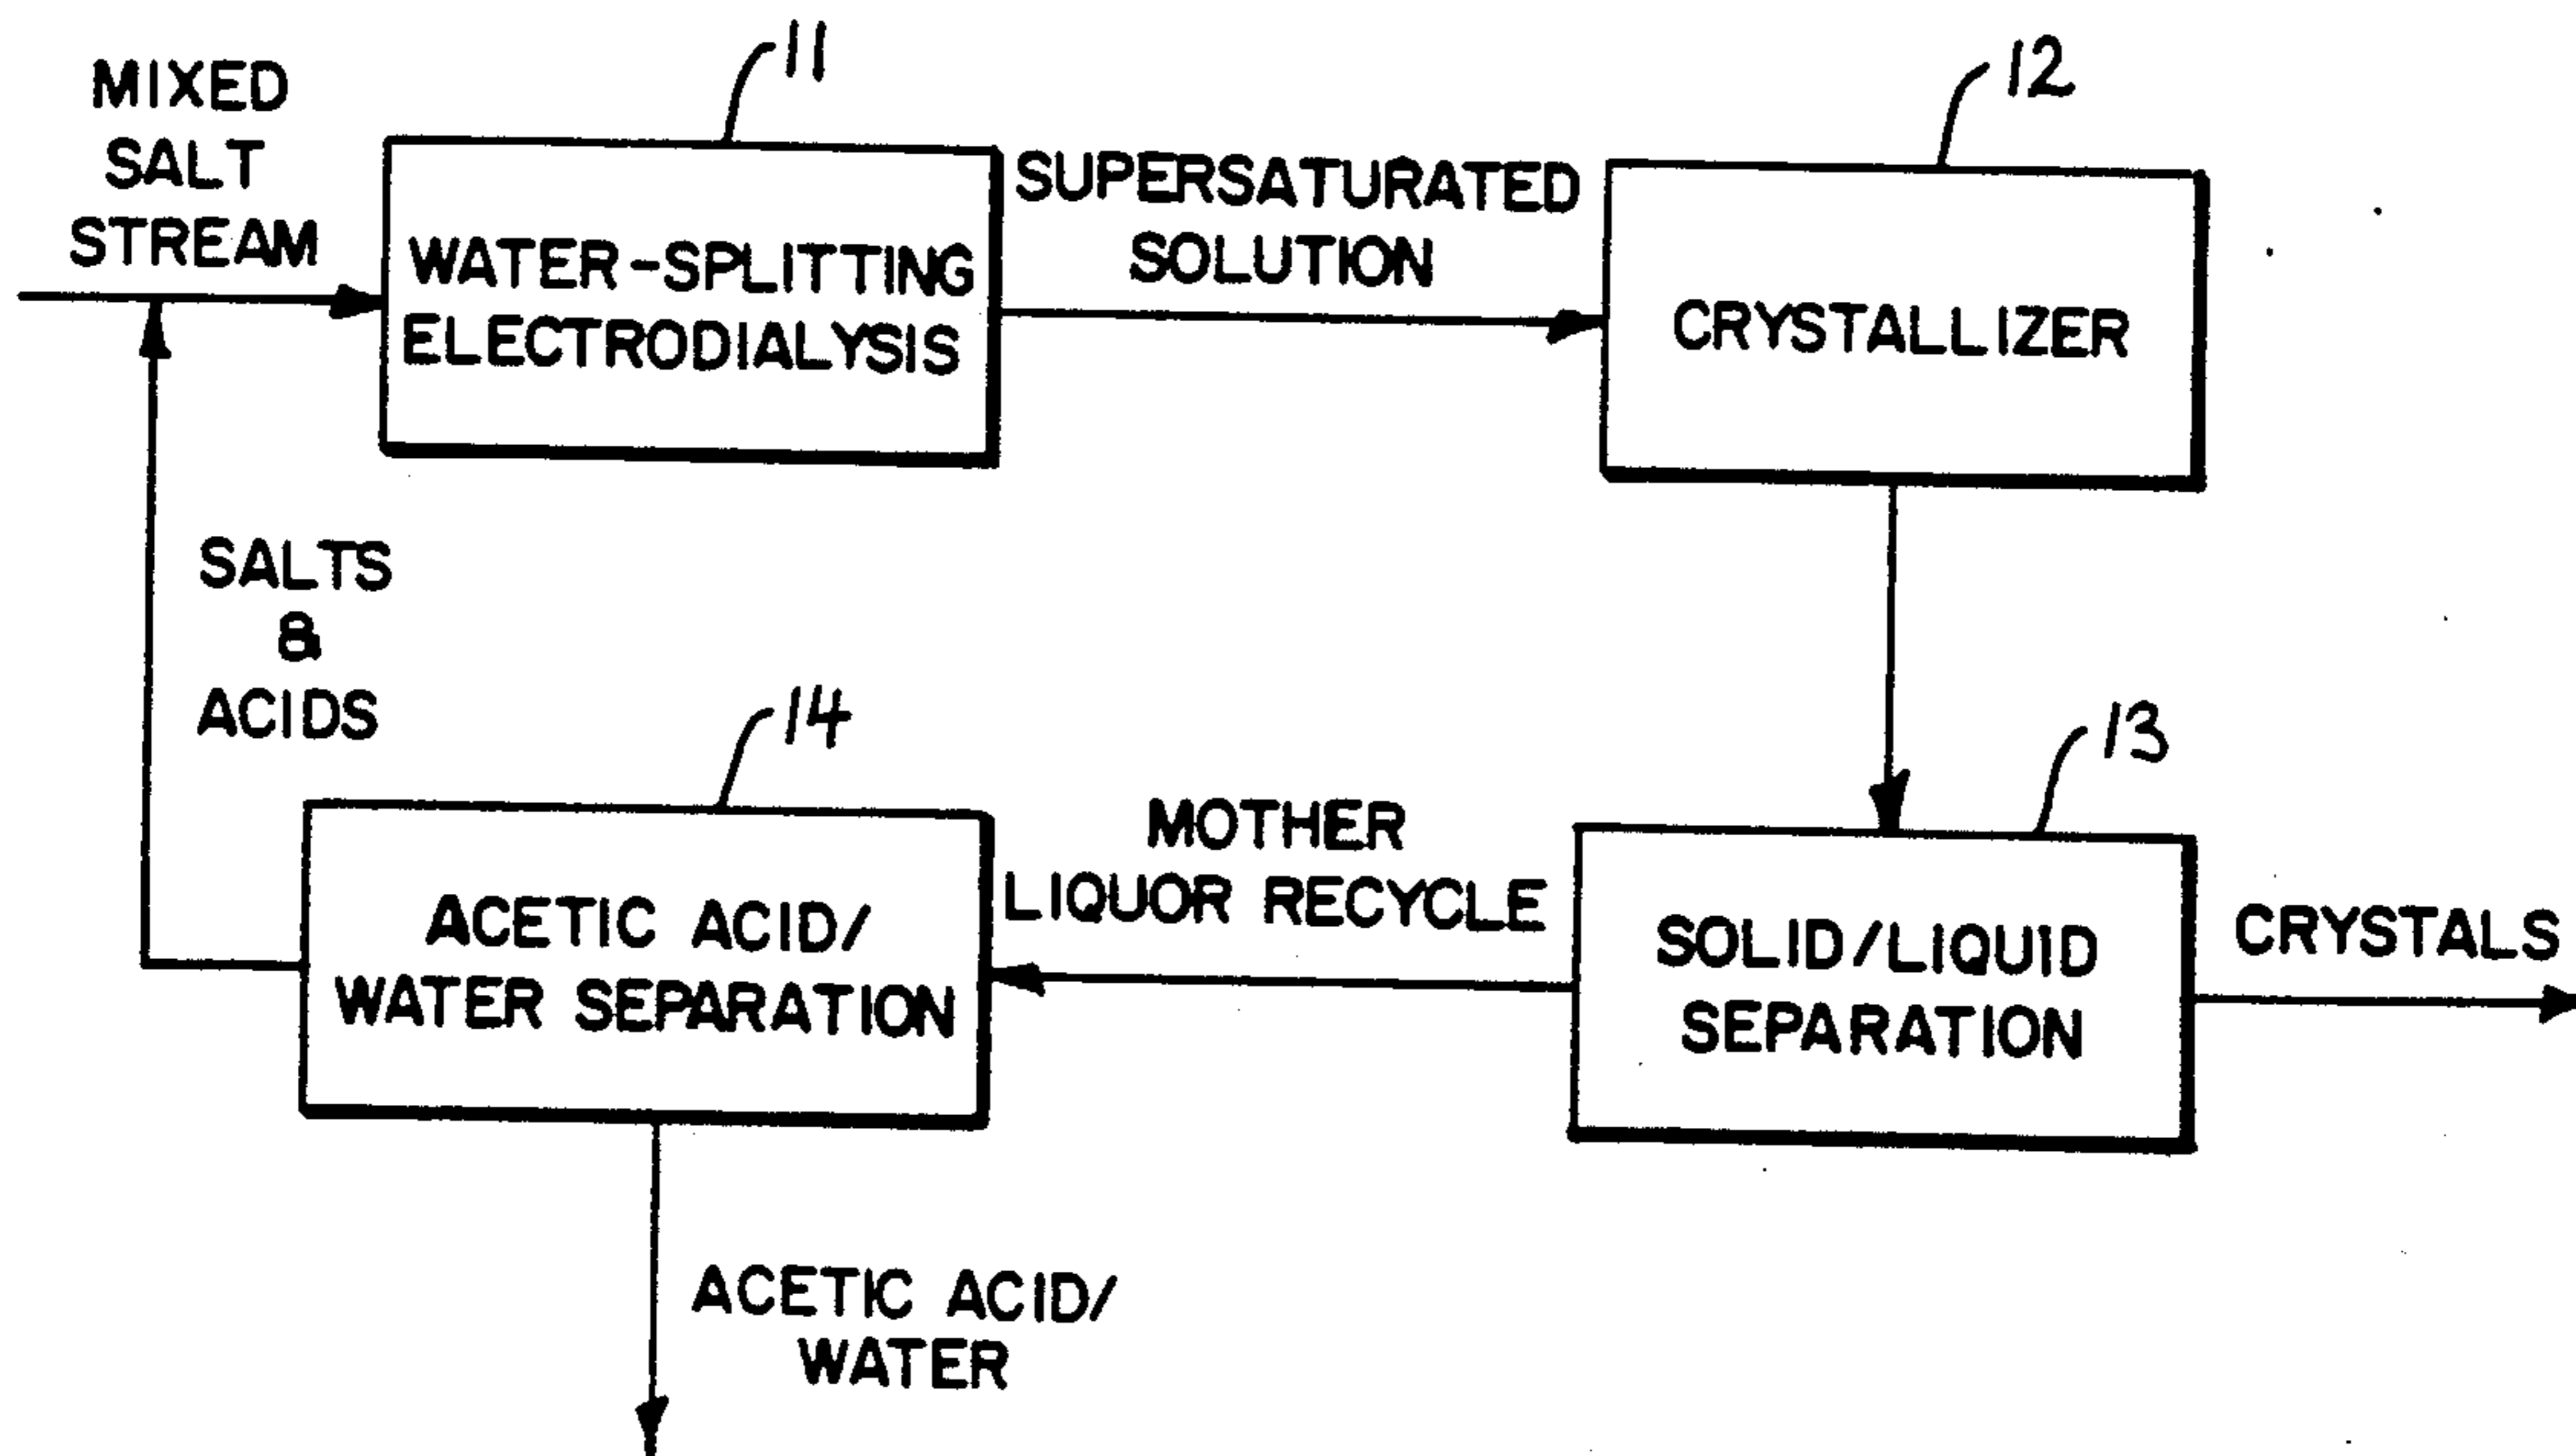 11
12
MIXED
SALT
STREAM
SUPERSATURATED
SOLUTION
WATER-SPLITTING
ELECTRODIALYSIS
CRYSTALLIZER
SALTS
&
ACIDS
14
13
MOTHER
LIQUOR RECYCLE
ACETIC ACID/
WATER SEPARATION
SOLID/LIQUID
SEPARATION
CRYSTALS
ACETIC ACID/
WATER